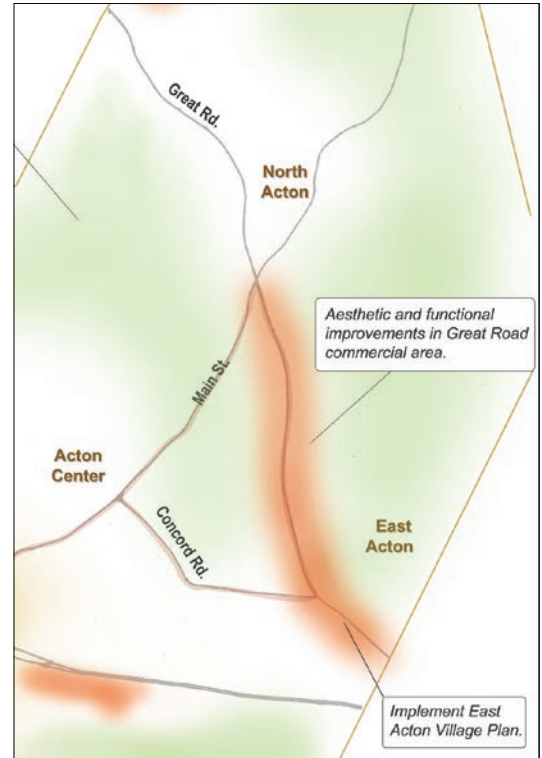 Great Rd.
North
Acton
Aesthetic and functional
improvements in Great Road
commercial area.
Main St.
Acton
Center
Concord Rd.
East
Acton
Implement East
Acton Village Plan.